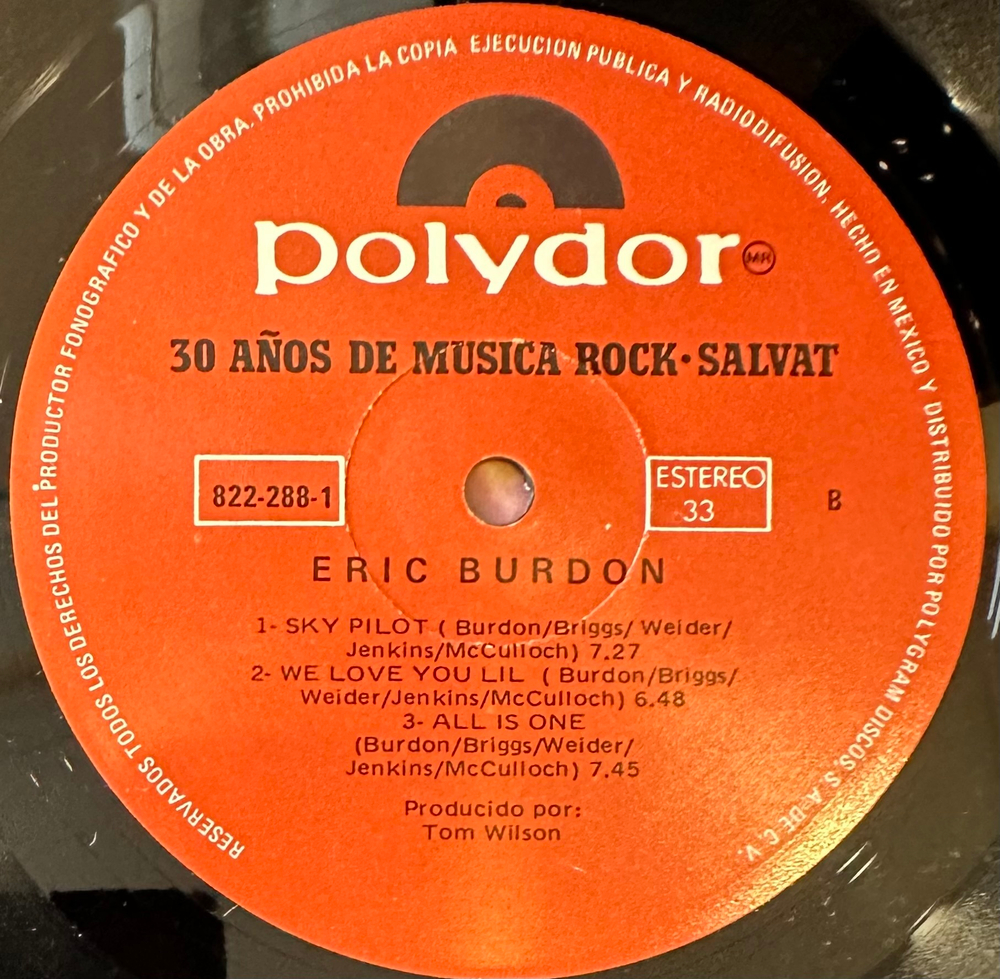 RESERVADOS TODOS LOS DERECHOS DEL PRODUCTOR FONOGRAFICO Y DE LA OBRA, PROHIBIDA LA COPIA EJECUCION PUBLICA Y RADIODIFUSION, HECHO EN MEXICO Y DISTRIBUIDO POR POLYGRAM DISCOS, S. A. DE C. V.
polydor MR
30 AÑOS DE MUSICA ROCK·SALVAT
822-288-1
ESTEREO
33
B
ERIC BURDON
1- SKY PILOT ( Burdon/Briggs/ Weider/
Jenkins/McCulloch) 7.27
2- WE LOVE YOU LIL ( Burdon/Briggs/
Weider/Jenkins/McCulloch) 6.48
3- ALL IS ONE
(Burdon/Briggs/Weider/
Jenkins/McCulloch) 7.45
Producido por:
Tom Wilson